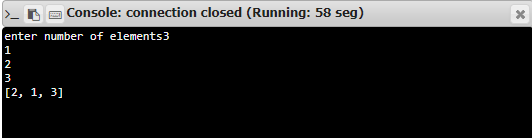 Console: connection closed (Running: 58 seg)
enter number of elements3
1
2
3
[2, 1, 3]